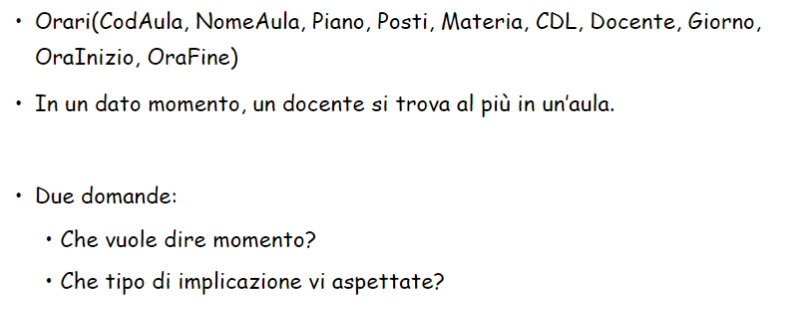 • Orari(CodAula, NomeAula, Piano, Posti, Materia, CDL, Docente, Giorno,
OraInizio, OraFine)
• In un dato momento, un docente si trova al più in un'aula.
• Due domande:
• Che vuole dire momento?
• Che tipo di implicazione vi aspettate?